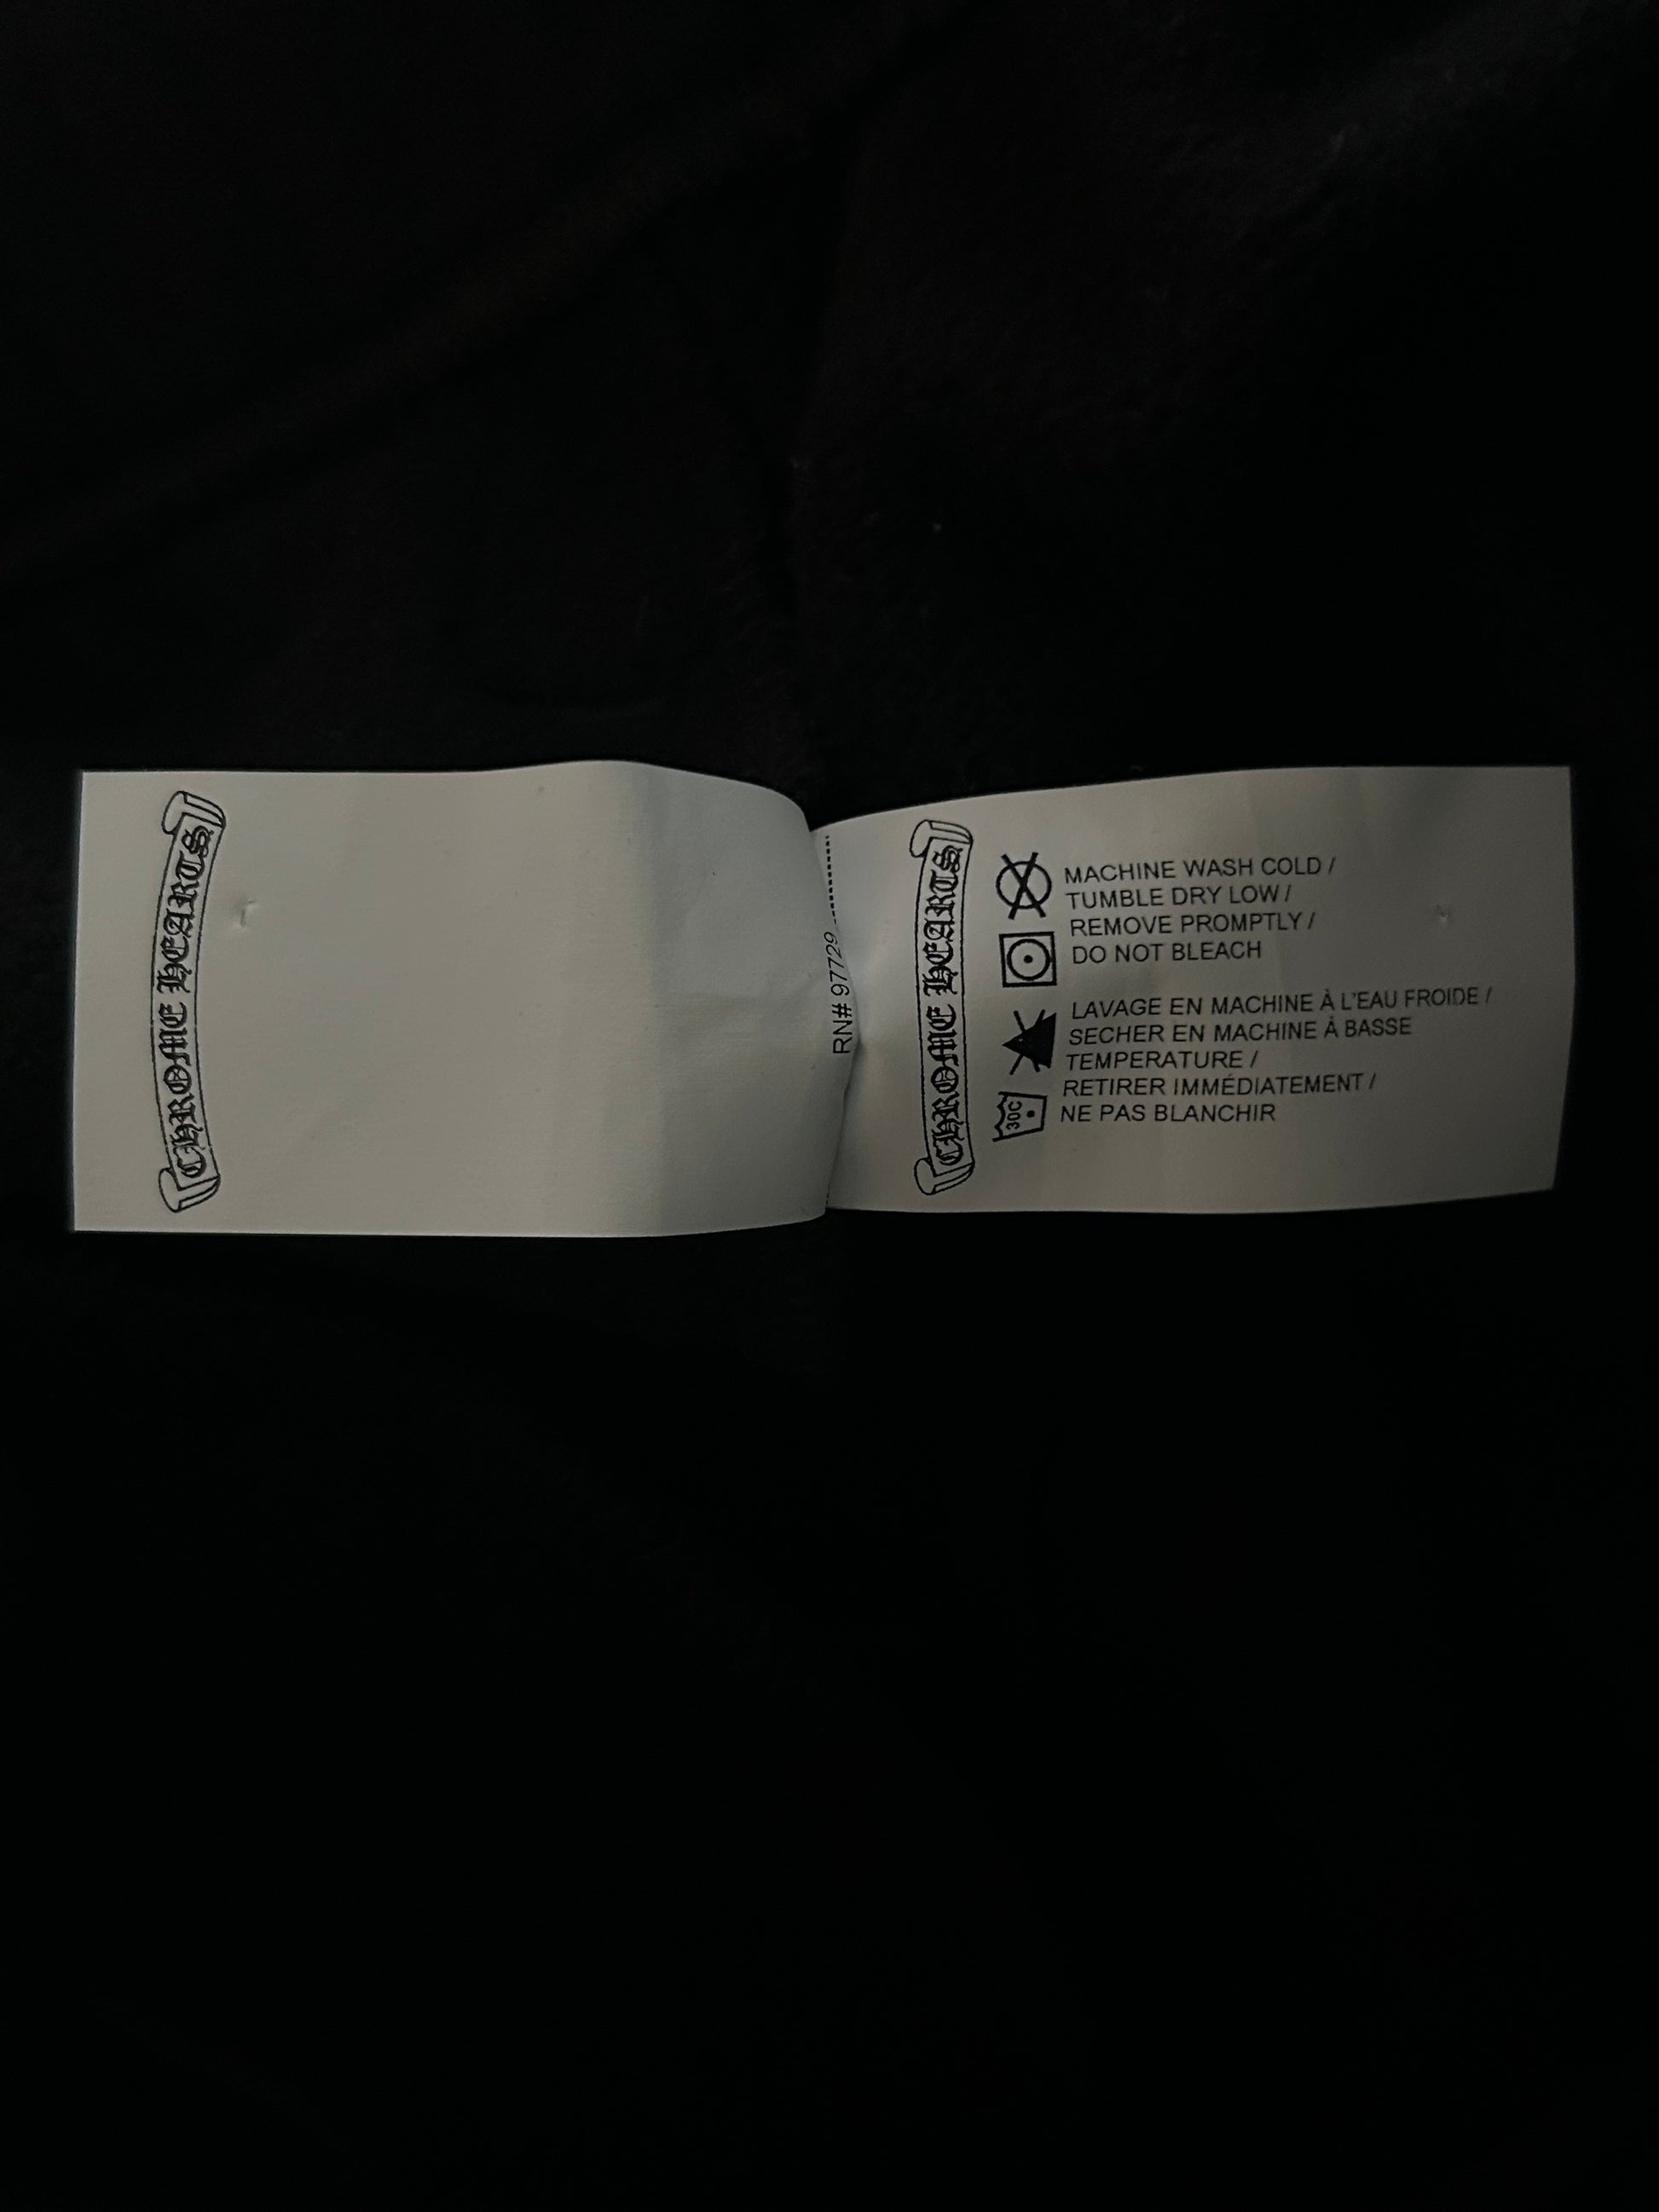 CHROME HEARTS
RN# 97729
CHROME HEARTS
MACHINE WASH COLD /
TUMBLE DRY LOW /
REMOVE PROMPTLY /
DO NOT BLEACH
LAVAGE EN MACHINE À L'EAU FROIDE /
SECHER EN MACHINE À BASSE
TEMPERATURE /
RETIRER IMMÉDIATEMENT /
NE PAS BLANCHIR
30C